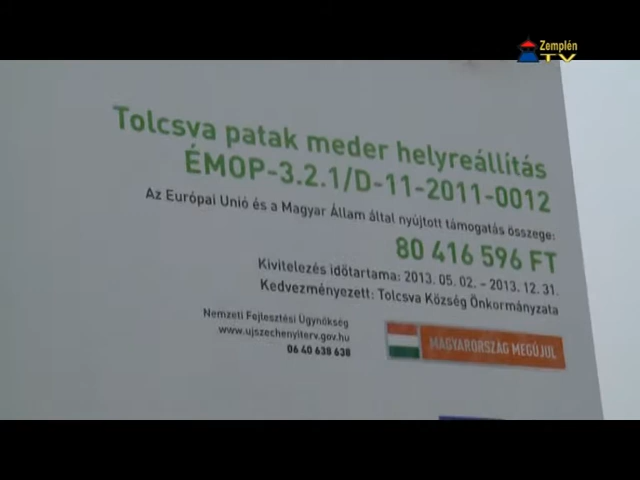 Zemplén
TV
Tolcsva patak meder helyreállítás
ÉMOP-3.2.1/D-11-2011-0012
Az Európai Unió és a Magyar Állam által nyújtott támogatás összege:
80 416 596 FT
Kivitelezés időtartama: 2013. 05. 02. – 2013. 12. 31.
Kedvezményezett: Tolcsva Község Önkormányzata
Nemzeti Fejlesztési Ügynökség
www.ujszechenyiterv.gov.hu
06 40 638 638
MAGYARORSZÁG MEGÚJUL